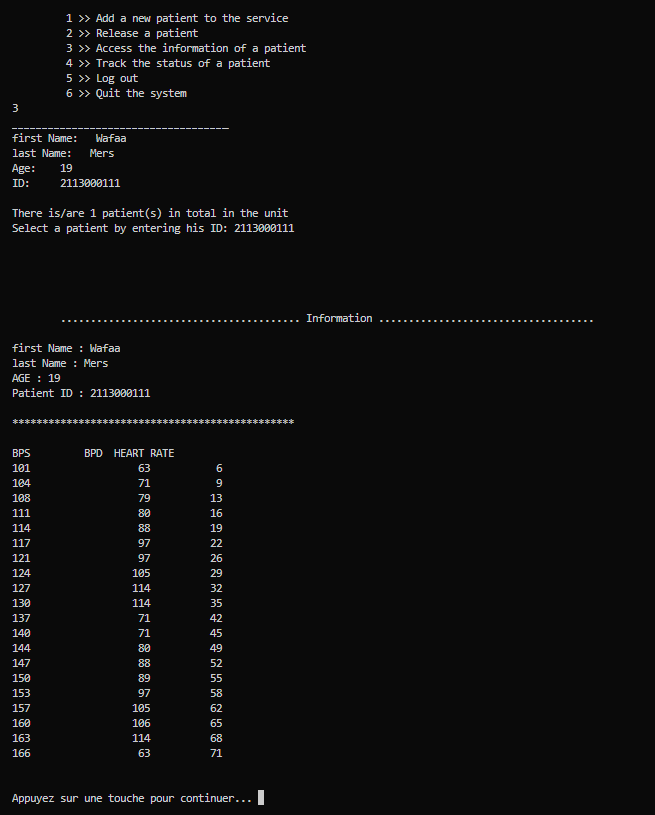 1 >> Add a new patient to the service
2 >> Release a patient
3 >> Access the information of a patient
4 >> Track the status of a patient
5 >> Log out
6 >> Quit the system
3
____________________________________
first Name:   Wafaa
last Name:   Mers
Age:    19
ID:     2113000111
There is/are 1 patient(s) in total in the unit
Select a patient by entering his ID: 2113000111
........................................ Information ....................................
first Name : Wafaa
last Name : Mers
AGE : 19
Patient ID : 2113000111
***********************************************
BPS         BPD  HEART RATE
101                  63           6
104                  71           9
108                  79          13
111                  80          16
114                  88          19
117                  97          22
121                  97          26
124                 105          29
127                 114          32
130                 114          35
137                  71          42
140                  71          45
144                  80          49
147                  88          52
150                  89          55
153                  97          58
157                 105          62
160                 106          65
163                 114          68
166                  63          71
Appuyez sur une touche pour continuer...